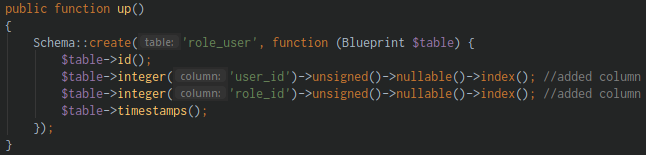 public function up()
{
Schema::create( table: 'role_user', function (Blueprint $table) {
$table->id();
$table->integer( column: 'user_id')->unsigned()->nullable()->index(); //added column
$table->integer( column: 'role_id')->unsigned()->nullable()->index(); //added column
$table->timestamps();
});
}